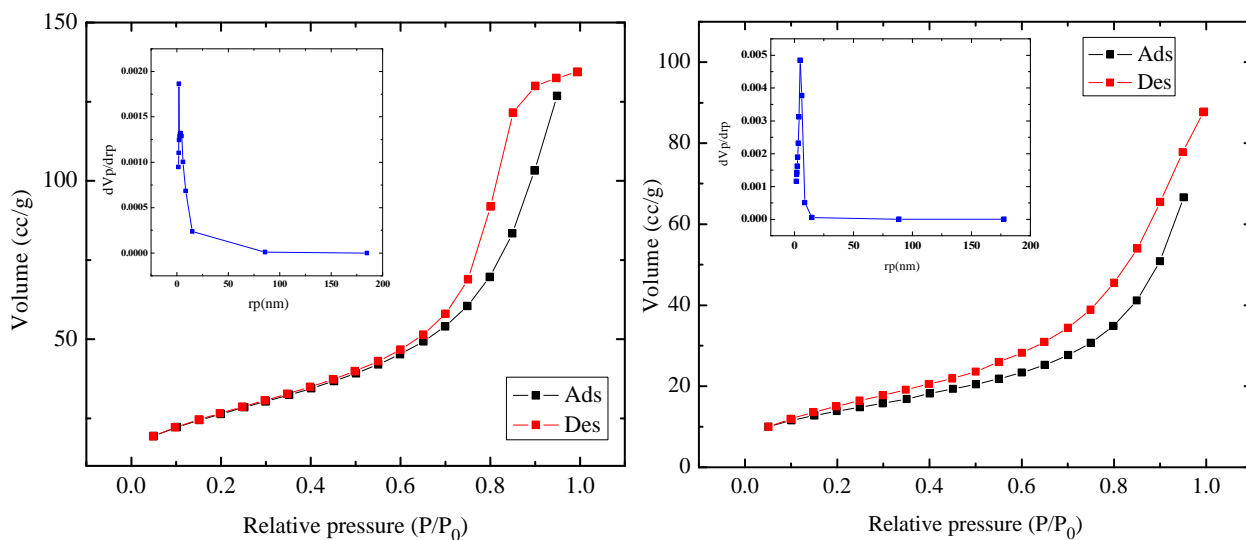 150
100
50
Volume (cc/g)
0.0 0.2 0.4 0.6 0.8 1.0
Relative pressure (P/P0)
Ads
Des
0.0020
0.0015
0.0010
0.0005
0.0000
dVp/drp
0 50 100 150 200
rp(nm)
100
80
60
40
20
0
Volume (cc/g)
0.0 0.2 0.4 0.6 0.8 1.0
Relative pressure (P/P0)
Ads
Des
0.005
0.004
0.003
0.002
0.001
0.000
dVp/drp
0 50 100 150 200
rp(nm)